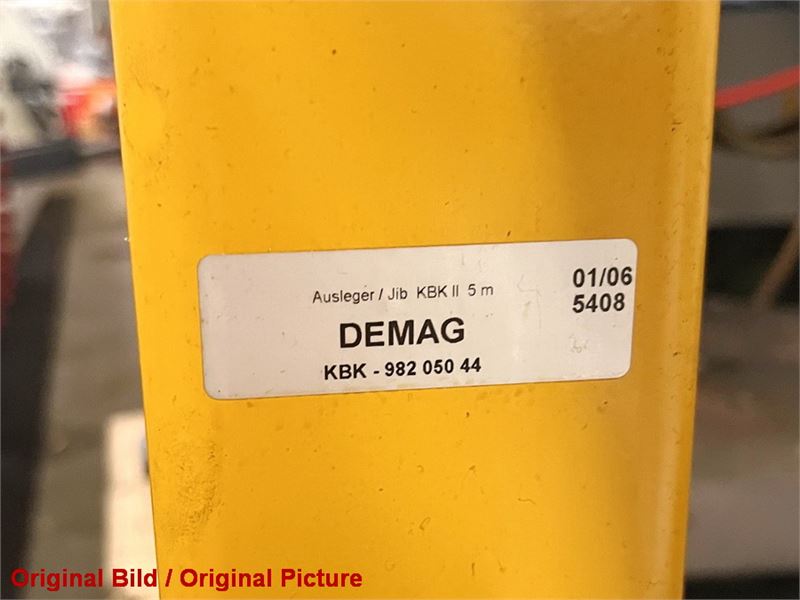 Ausleger / Jib KBK II 5 m
01/06
5408
DEMAG
KBK - 982 050 44
Original Bild / Original Picture